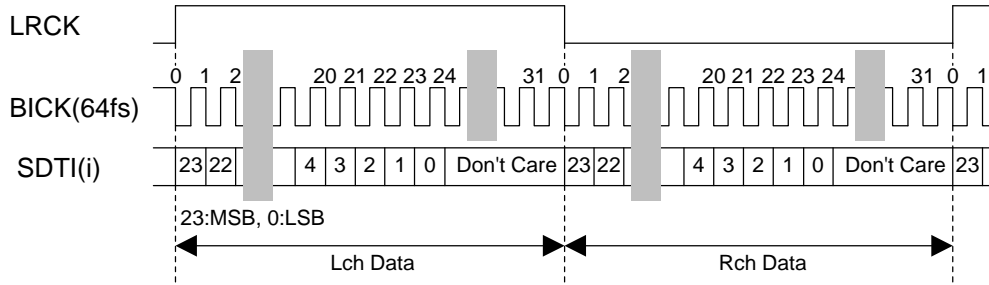 LRCK
0 1 2 20 21 22 23 24 31 0 1 2 20 21 22 23 24 31 0 1
BICK(64fs)
SDTI(i) 23 22 4 3 2 1 0 Don't Care 23 22 4 3 2 1 0 Don't Care 23
23:MSB, 0:LSB
Lch Data Rch Data